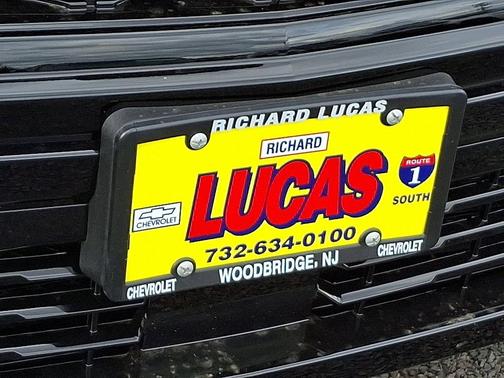 RICHARD LUCAS
RICHARD
LUCAS
ROUTE
1
SOUTH
CHEVROLET
732-634-0100
CHEVROLET
WOODBRIDGE, NJ
CHEVROLET